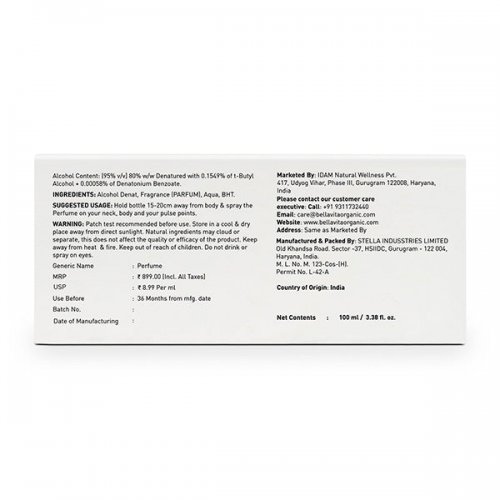 Alcohol Content: (95% v/v) 80% w/w Denatured with 0.1549% of t-Butyl
Alcohol + 0.00058% of Denatonium Benzoate.
INGREDIENTS: Alcohol Denat, Fragrance (PARFUM), Aqua, BHT.
SUGGESTED USAGE: Hold bottle 15-20cm away from body & spray the
Perfume on your neck, body and your pulse points.
WARNING: Patch test recommended before use. Store in a cool & dry
place away from direct sunlight. Natural ingredients may cloud or
separate, this does not affect the quality or efficacy of the product. Keep
away from heat & fire. Keep out of reach of children. Do not drink or
spray on eyes.
Generic Name : Perfume
MRP : ₹ 899.00 (Incl. All Taxes)
USP : ₹ 8.99 Per ml
Use Before : 36 Months from mfg. date
Batch No. :
Date of Manufacturing :
Marketed By: IDAM Natural Wellness Pvt.
417, Udyog Vihar, Phase III, Gurugram 122008, Haryana,
India
Please contact our customer care
executive: Call: +91 9311732440
Email: care@bellavitaorganic.com
Website: www.bellavitaorganic.com
Address: Same as Marketed By
Manufactured & Packed By: STELLA INDUSSTRIES LIMITED
Old Khandsa Road. Sector -37, HSIIDC, Gurugram - 122 004,
Haryana, India.
M. L. No. M. 123-Cos-(H).
Permit No. L-42-A
Country of Origin: India
Net Contents : 100 ml / 3.38 fl. oz.